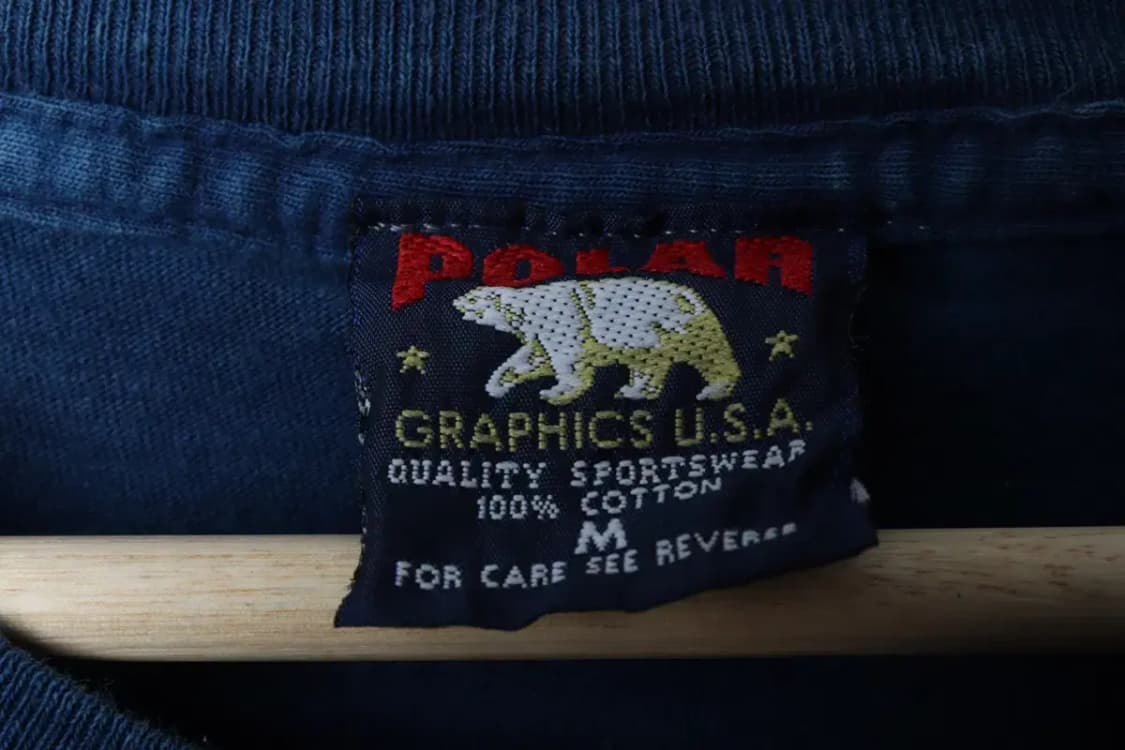 POLAR
GRAPHICS U.S.A.
QUALITY SPORTSWEAR
100% COTTON
M
FOR CARE SEE REVERSE